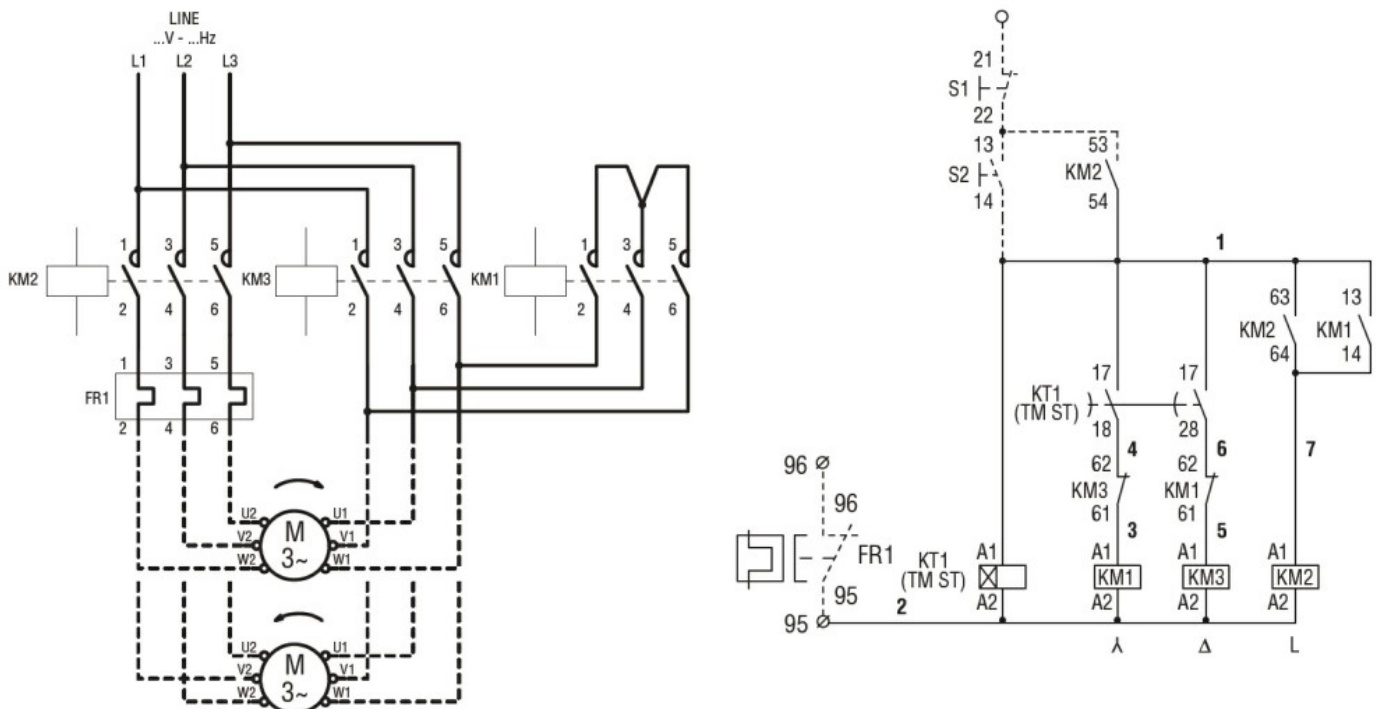 LINE
...V - ...Hz
L1 L2 L3
KM2 1 3 5
2 4 6
KM3 1 3 5
2 4 6
KM1 1 3 5
2 4 6
FR1 1 3 5
2 4 6
U2 U1
V2 M V1
W2 3~ W1
U2 U1
V2 M V1
W2 3~ W1
21
S1
22
13
S2
14
53
KM2
54
1
63
KM2
64
13
KM1
14
17
KT1
(TM ST)
18
17
28
4
6
7
62
KM3
61
62
KM1
61
3
5
96
96
FR1
95
95
2
KT1
(TM ST)
A1
A2
A1
KM1
A2
A1
KM3
A2
A1
KM2
A2
Δ
L